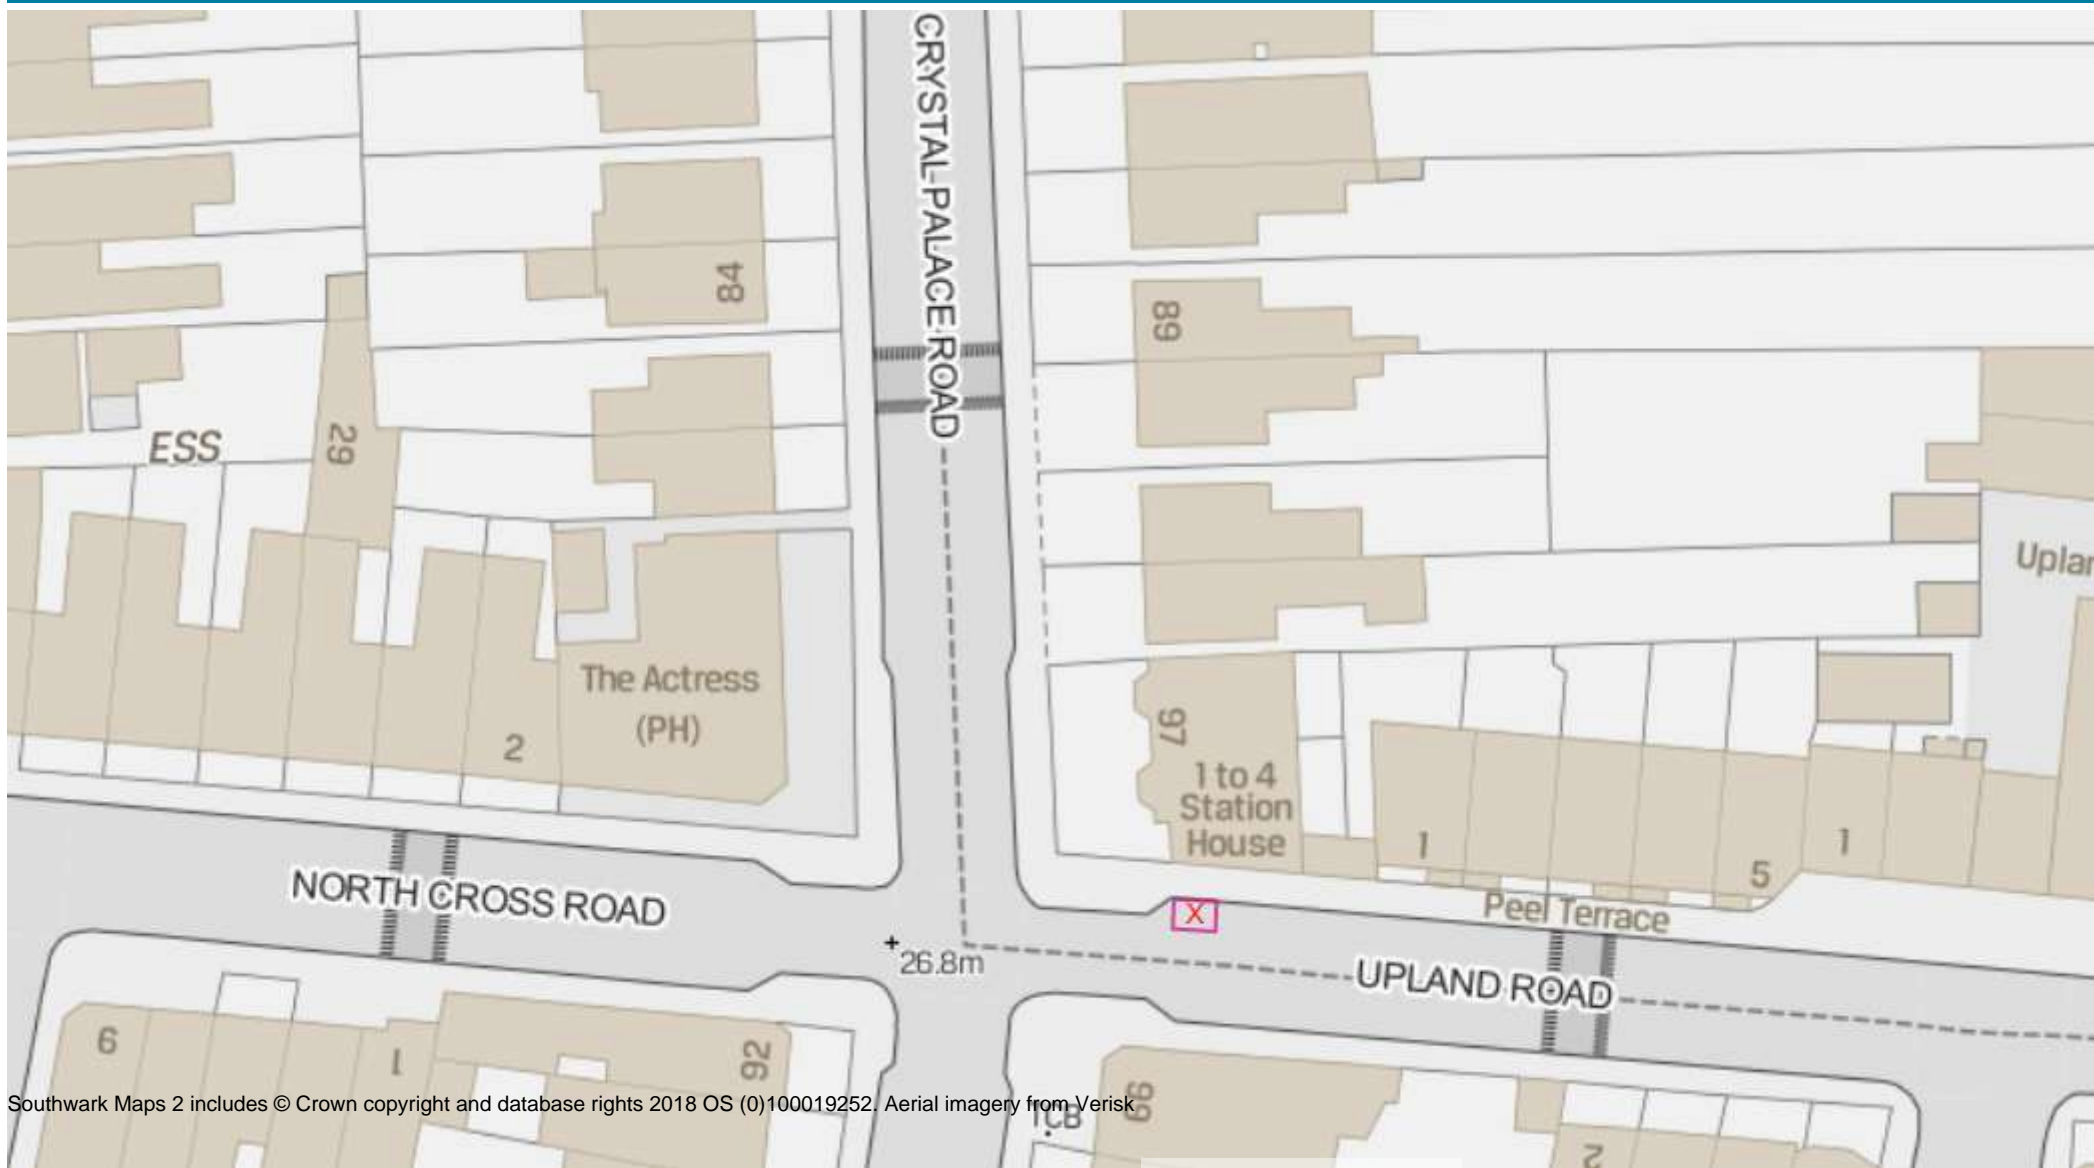 CRYSTAL PALACE ROAD
84
89
29
ESS
Uplan
The Actress
(PH)
97
2
1 to 4
Station
House
1
1
5
NORTH CROSS ROAD
Peel Terrace
X
26.8m
UPLAND ROAD
6
1
92
99
Southwark Maps 2 includes © Crown copyright and database rights 2018 OS (0)100019252. Aerial imagery from Verisk
TCB
2